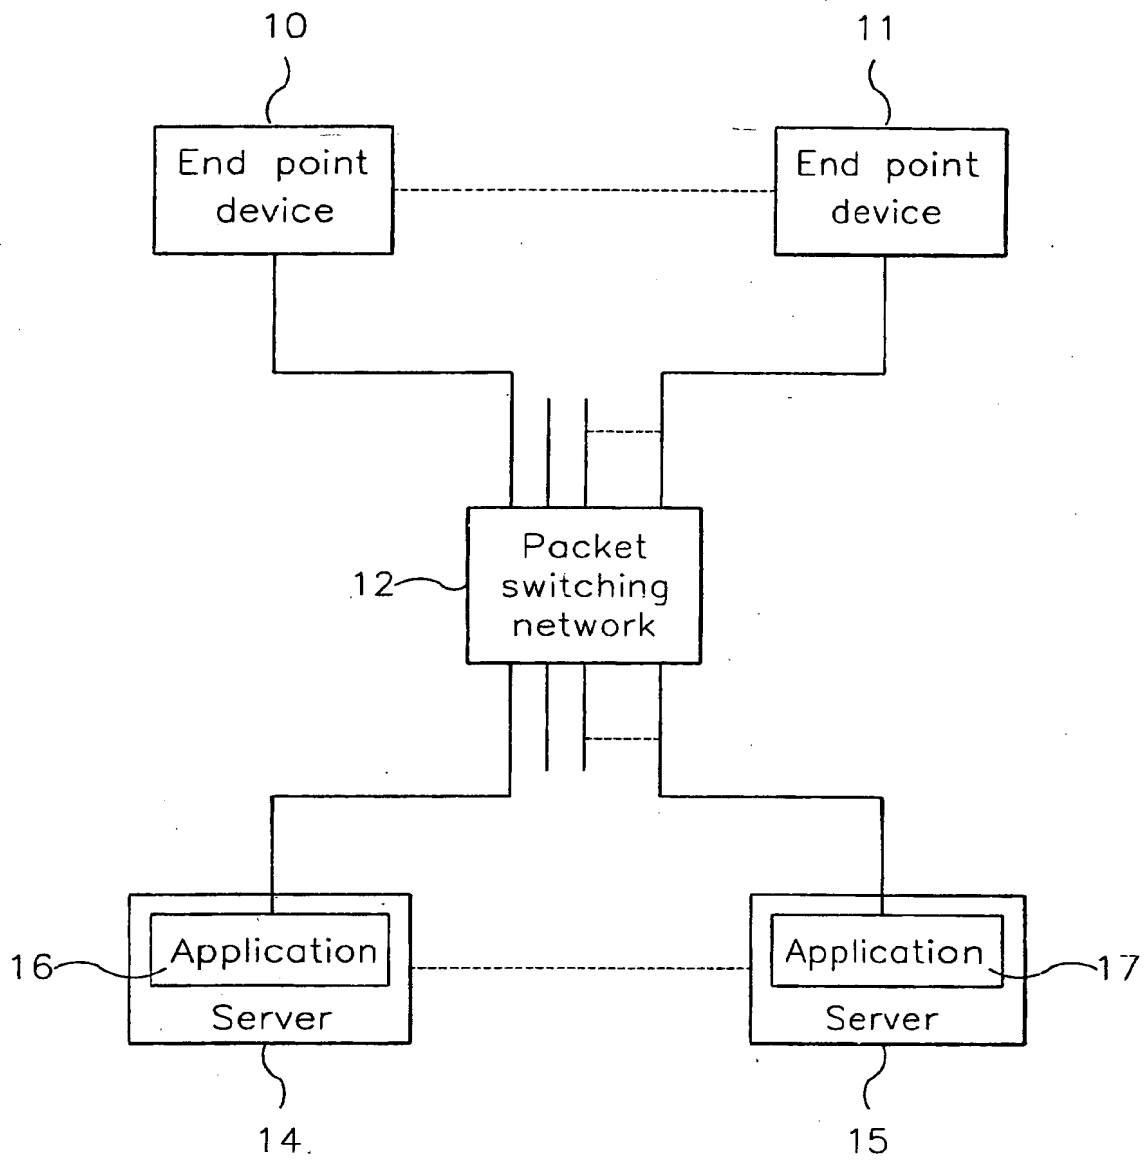 10
11
End point
device
End point
device
12
Packet
switching
network
16
Application
Server
Application
17
Server
14
15